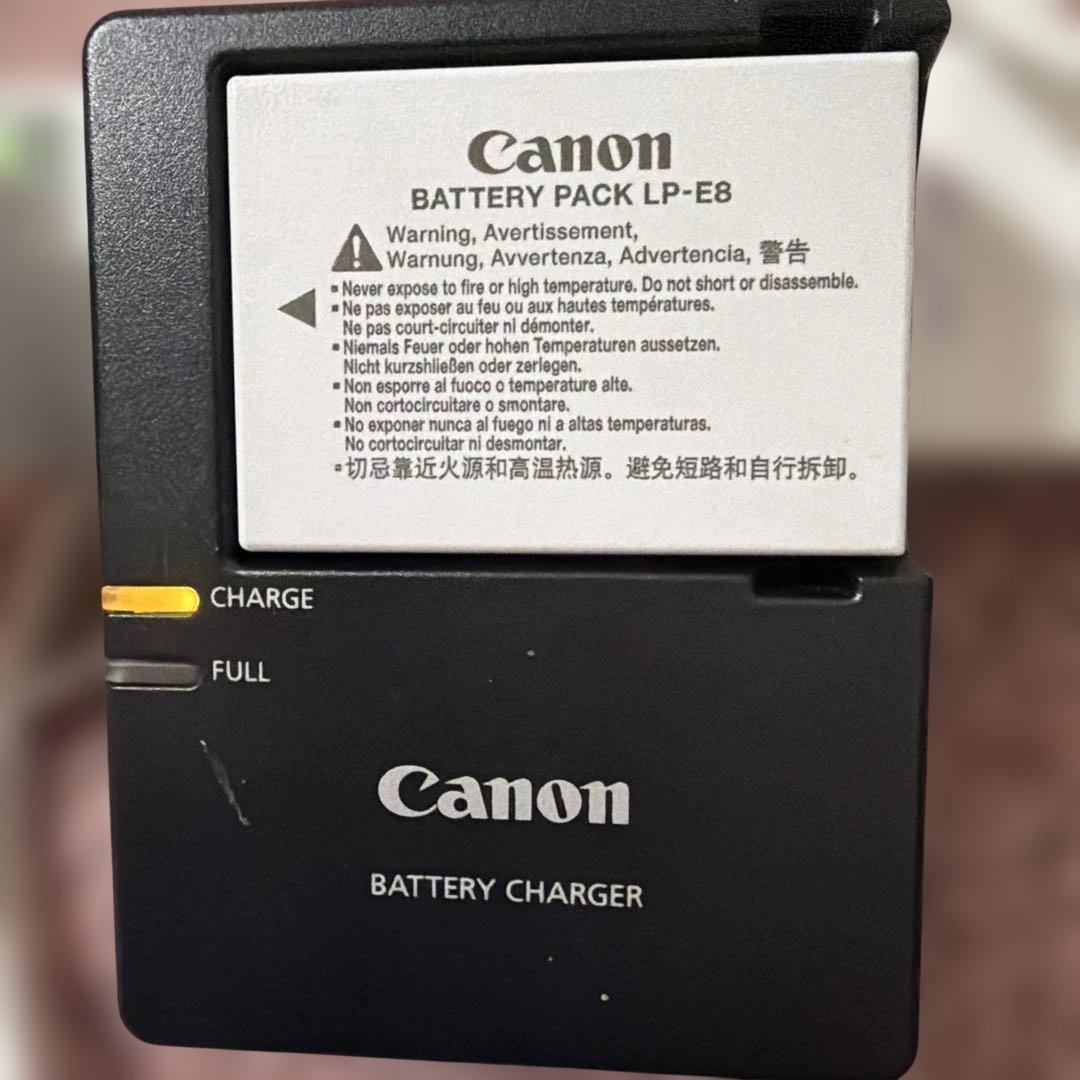 Canon
BATTERY PACK LP-E8
Warning, Avertissement,
Warnung, Avvertenza, Advertencia, 警告
▪ Never expose to fire or high temperature. Do not short or disassemble.
▪ Ne pas exposer au feu ou aux hautes températures.
Ne pas court-circuiter ni démonter.
▪ Niemals Feuer oder hohen Temperaturen aussetzen.
Nicht kurzshließen oder zerlegen.
▪ Non esporre al fuoco o temperature alte.
Non cortocircuitare o smontare.
▪ No exponer nunca al fuego ni a altas temperaturas.
No cortocircuitar ni desmontar.
▪ 切忌靠近火源和高温热源。避免短路和自行拆卸。
CHARGE
FULL
Canon
BATTERY CHARGER